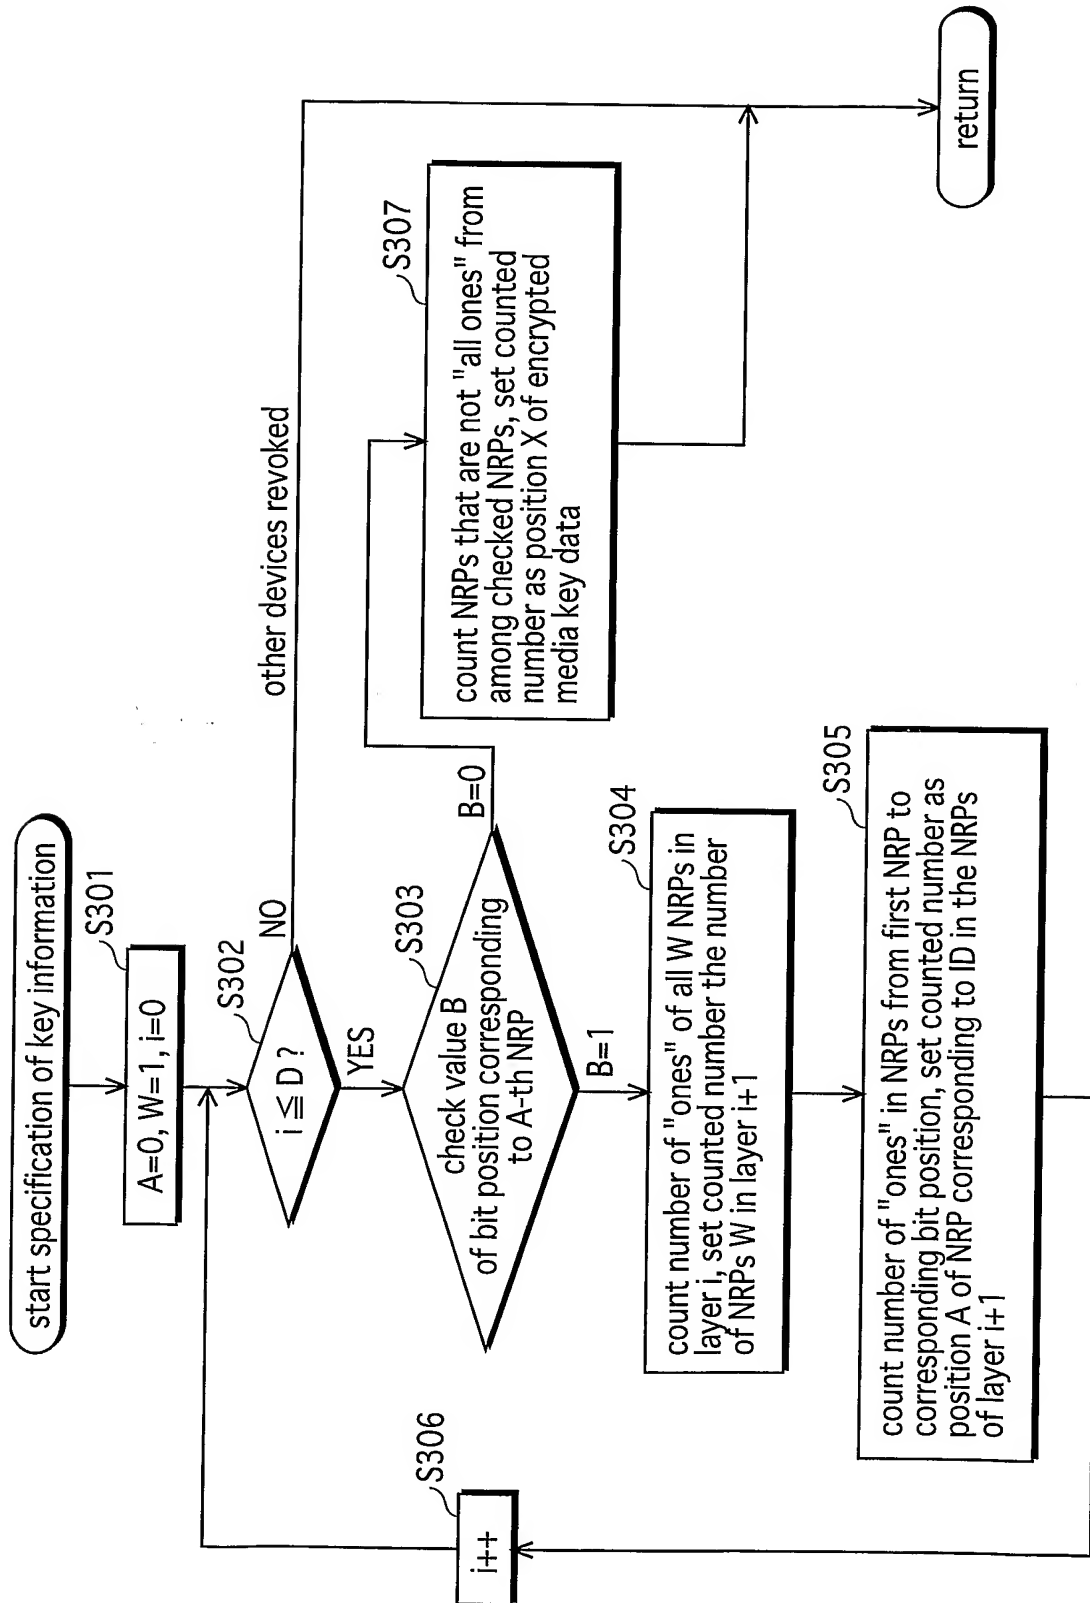 start specification of key information
S301
A=0, W=1, i=0
S302
i ≦ D ?
NO
other devices revoked
YES
S303
check value B
of bit position corresponding
to A-th NRP
B=0
B=1
S307
count NRPs that are not "all ones" from
among checked NRPs, set counted
number as position X of encrypted
media key data
S304
count number of "ones" of all W NRPs in
layer i, set counted number the number
of NRPs W in layer i+1
S305
count number of "ones" in NRPs from first NRP to
corresponding bit position, set counted number as
position A of NRP corresponding to ID in the NRPs
of layer i+1
S306
i++
return